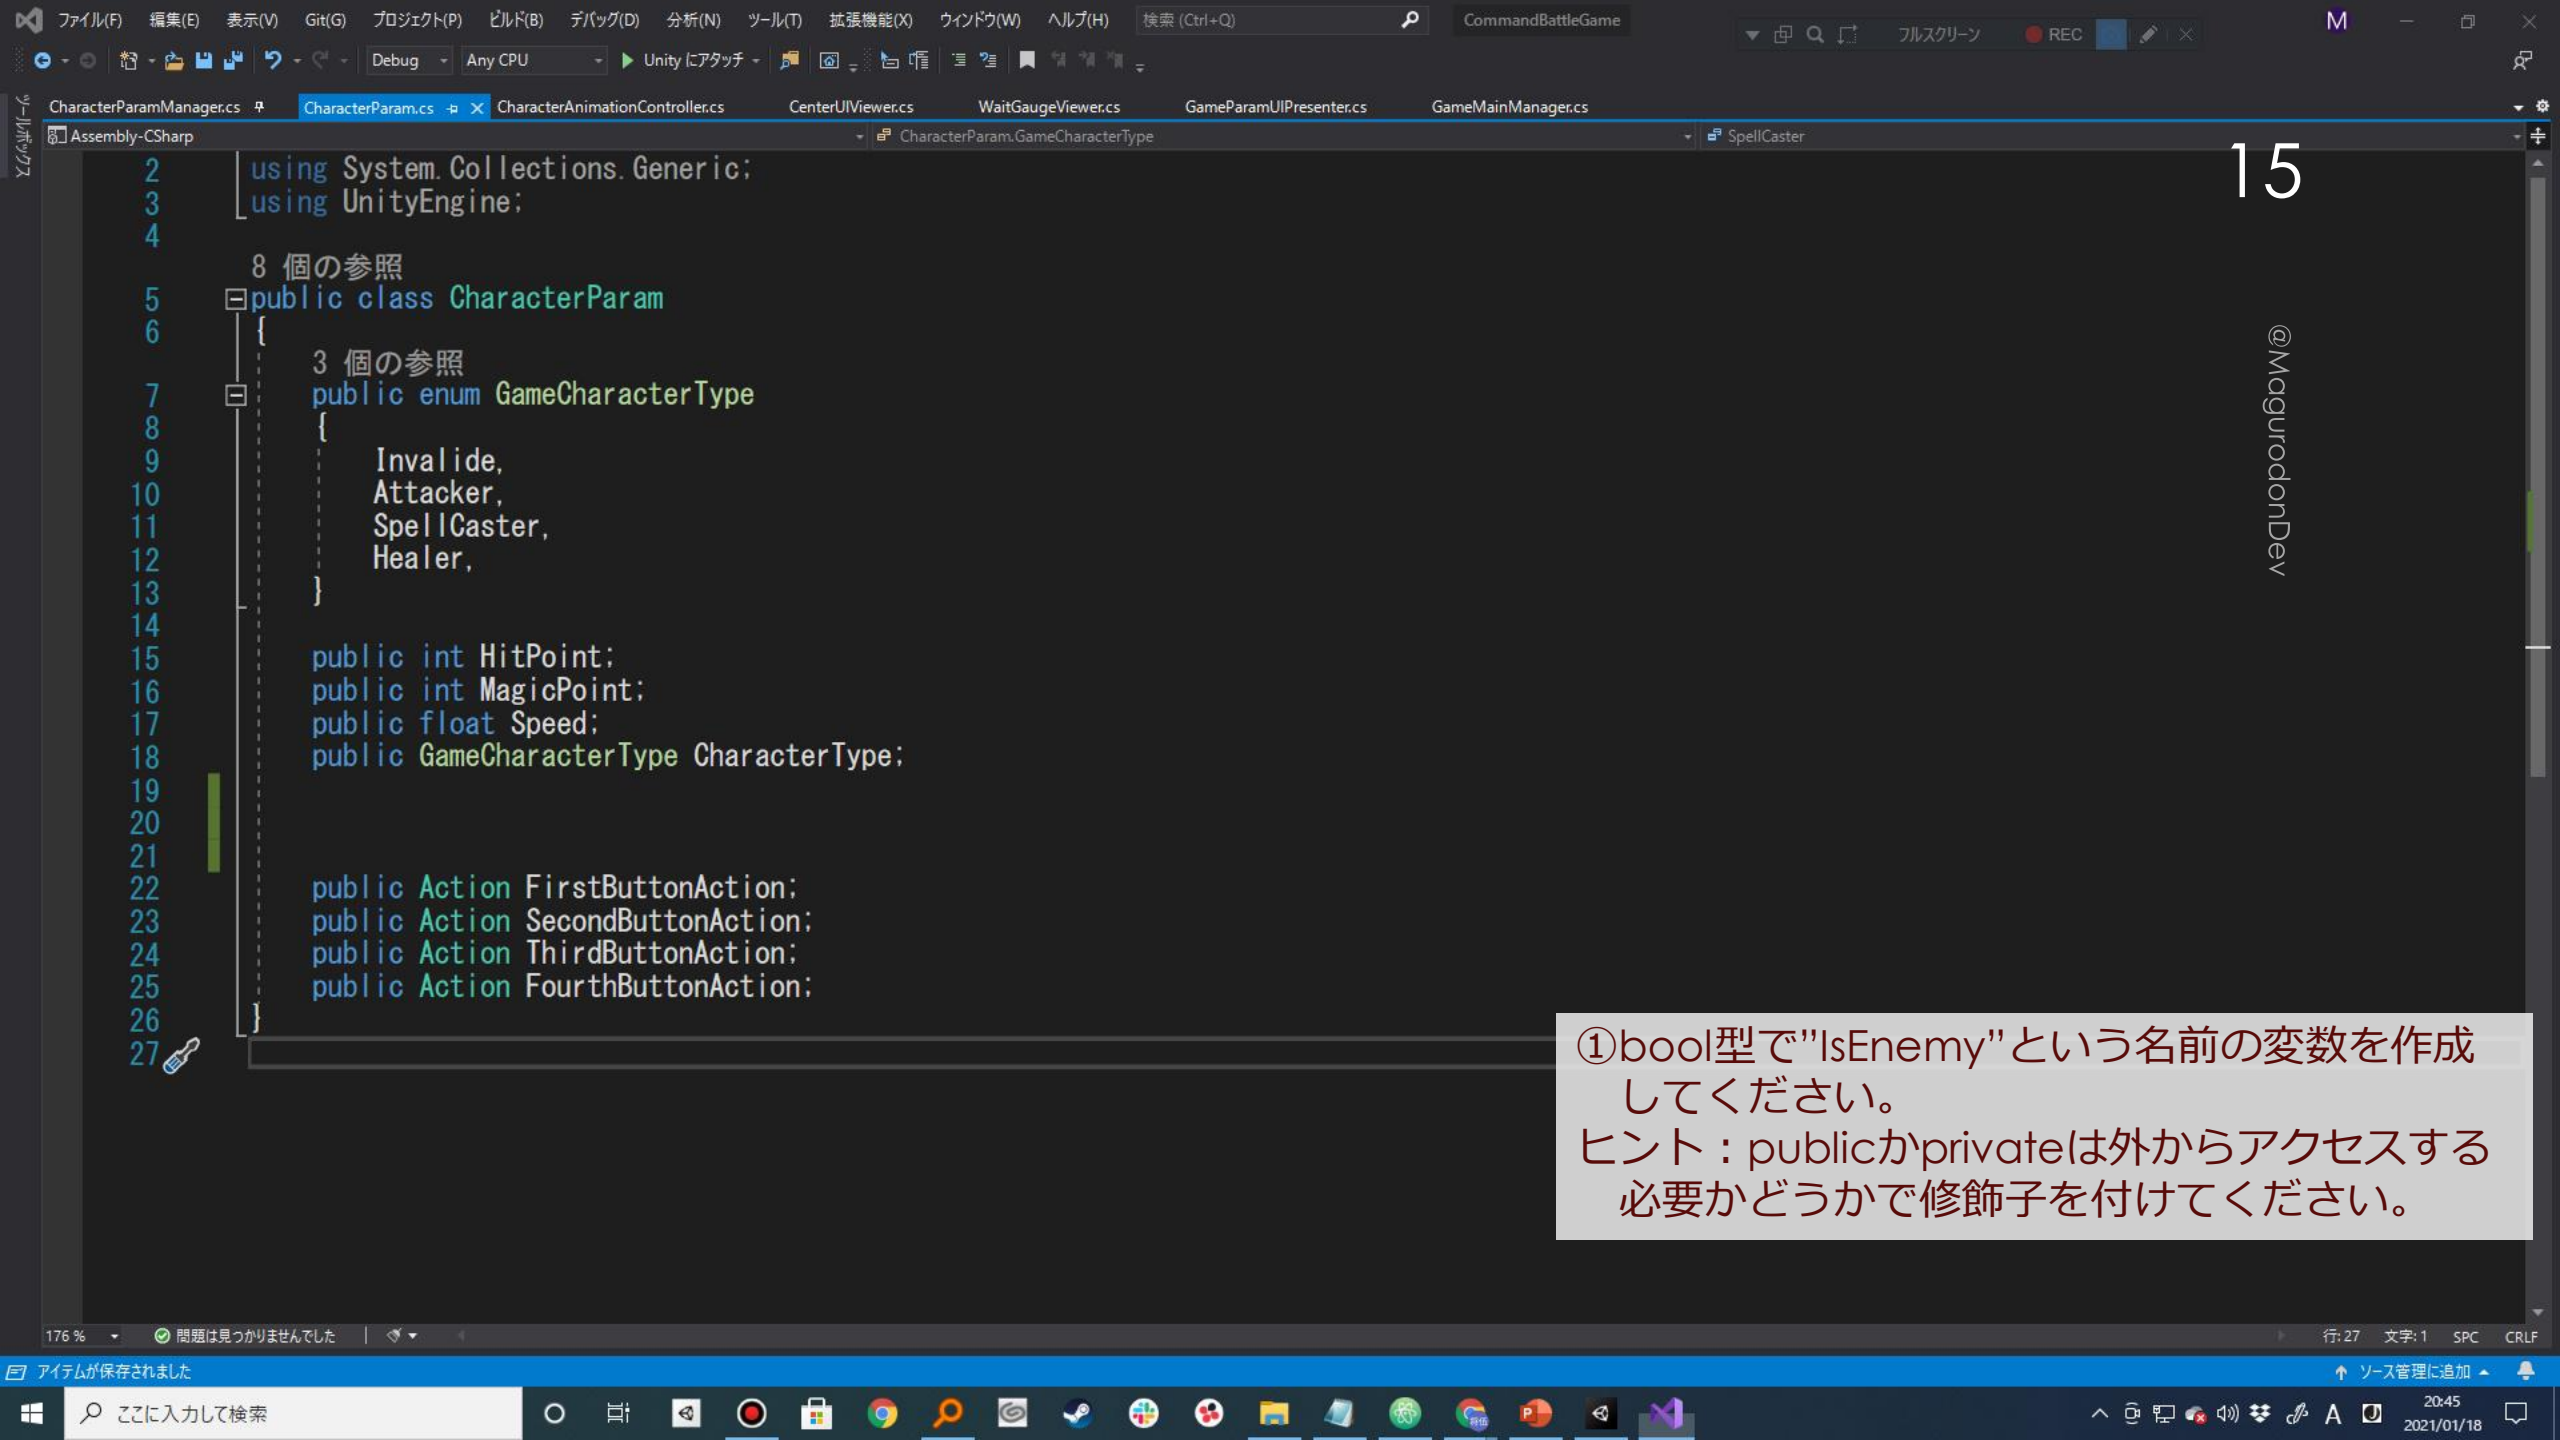 ファイル(F) 編集(E) 表示(V) Git(G) プロジェクト(P) ビルド(B) デバッグ(D) 分析(N) ツール(T) 拡張機能(X) ウィンドウ(W) ヘルプ(H) 検索 (Ctrl+Q) CommandBattleGame フルスクリーン REC M
Debug Any CPU Unity にアタッチ
ツールボックス
CharacterParamManager.cs CharacterParam.cs CharacterAnimationController.cs CenterUIViewer.cs WaitGaugeViewer.cs GameParamUIPresenter.cs GameMainManager.cs
Assembly-CSharp CharacterParam.GameCharacterType SpellCaster
15
@MagurodonDev
2 using System.Collections.Generic;
3 using UnityEngine;
4
8 個の参照
5 public class CharacterParam
6 {
3 個の参照
7 public enum GameCharacterType
8 {
9 Invalide,
10 Attacker,
11 SpellCaster,
12 Healer,
13 }
14
15 public int HitPoint;
16 public int MagicPoint;
17 public float Speed;
18 public GameCharacterType CharacterType;
19
20
21
22 public Action FirstButtonAction;
23 public Action SecondButtonAction;
24 public Action ThirdButtonAction;
25 public Action FourthButtonAction;
26 }
27
①bool型で”IsEnemy”という名前の変数を作成
してください。
ヒント：publicかprivateは外からアクセスする
必要かどうかで修飾子を付けてください。
176 % 問題は見つかりませんでした 行: 27 文字: 1 SPC CRLF
アイテムが保存されました ソース管理に追加
ここに入力して検索 A 20:45
2021/01/18